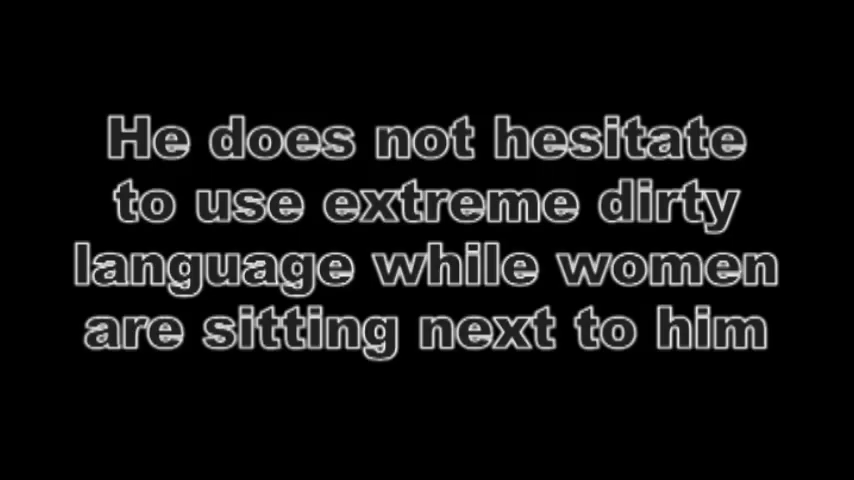 He does not hesitate
to use extreme dirty
language while women
are sitting next to him